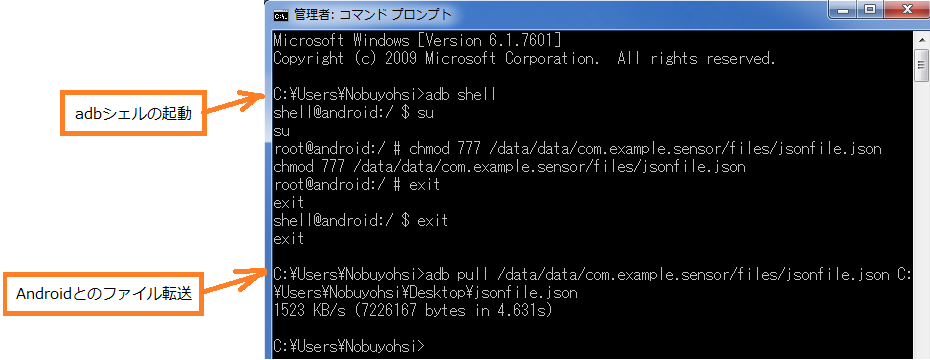 管理者: コマンド プロンプト
Microsoft Windows [Version 6.1.7601]
Copyright (c) 2009 Microsoft Corporation.  All rights reserved.
C:¥Users¥Nobuyohsi>adb shell
adbシェルの起動
shell@android:/ $ su
su
root@android:/ # chmod 777 /data/data/com.example.sensor/files/jsonfile.json
chmod 777 /data/data/com.example.sensor/files/jsonfile.json
root@android:/ # exit
exit
shell@android:/ $ exit
exit
C:¥Users¥Nobuyohsi>adb pull /data/data/com.example.sensor/files/jsonfile.json C:
¥Users¥Nobuyohsi¥Desktop¥jsonfile.json
Androidとのファイル転送
1523 KB/s (7226167 bytes in 4.631s)
C:¥Users¥Nobuyohsi>